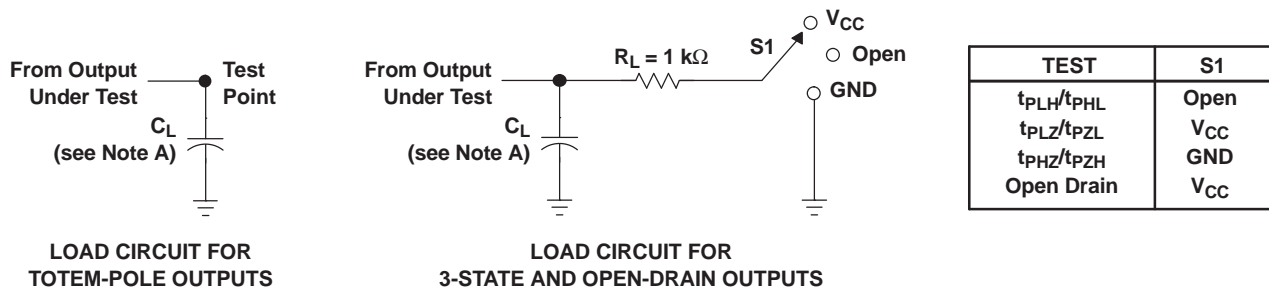 From Output
Under Test
Test
Point
CL
(see Note A)
LOAD CIRCUIT FOR
TOTEM-POLE OUTPUTS
From Output
Under Test
RL = 1 kΩ
S1
VCC
Open
GND
CL
(see Note A)
LOAD CIRCUIT FOR
3-STATE AND OPEN-DRAIN OUTPUTS
TEST S1
tPLH/tPHL Open
tPLZ/tPZL VCC
tPHZ/tPZH GND
Open Drain VCC